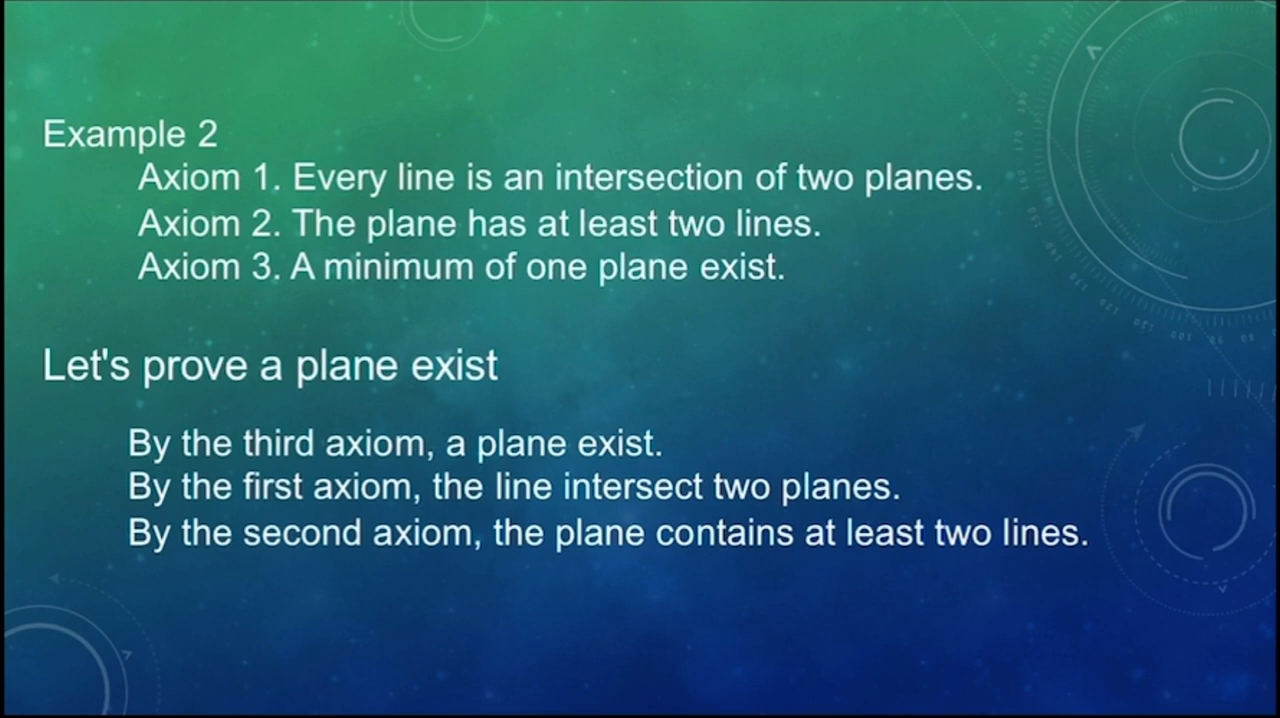 Example 2
Axiom 1. Every line is an intersection of two planes.
Axiom 2. The plane has at least two lines.
Axiom 3. A minimum of one plane exist.
Let's prove a plane exist
By the third axiom, a plane exist.
By the first axiom, the line intersect two planes.
By the second axiom, the plane contains at least two lines.